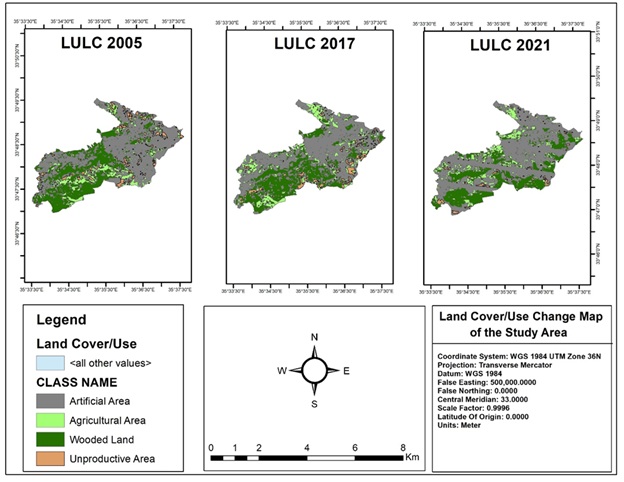 LULC 2005
LULC 2017
LULC 2021
35°33'30"E 35°34'30"E 35°35'30"E 35°36'30"E 35°37'30"E
35°33'30"E 35°34'30"E 35°35'30"E 35°36'30"E 35°37'30"E
35°33'30"E 35°34'30"E 35°35'30"E 35°36'30"E 35°37'30"E
35°33'30"E 35°34'30"E 35°35'30"E 35°36'30"E 35°37'30"E
35°33'30"E 35°34'30"E 35°35'30"E 35°36'30"E 35°37'30"E
35°33'30"E 35°34'30"E 35°35'30"E 35°36'30"E 35°37'30"E
Legend
Land Cover/Use
<all other values>
CLASS NAME
Artificial Area
Agricultural Area
Wooded Land
Unproductive Area
N
W E
S
0 1 2 4 6 8
Km
Land Cover/Use Change Map
of the Study Area
Coordinate System: WGS 1984 UTM Zone 36N
Projection: Transverse Mercator
Datum: WGS 1984
False Easting: 500,000.0000
False Northing: 0.0000
Central Meridian: 33.0000
Scale Factor: 0.9996
Latitude Of Origin: 0.0000
Units: Meter